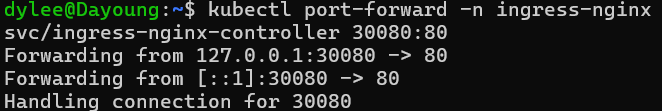 dylee@Dayoung:~$ kubectl port-forward -n ingress-nginx
svc/ingress-nginx-controller 30080:80
Forwarding from 127.0.0.1:30080 -> 80
Forwarding from [::1]:30080 -> 80
Handling connection for 30080